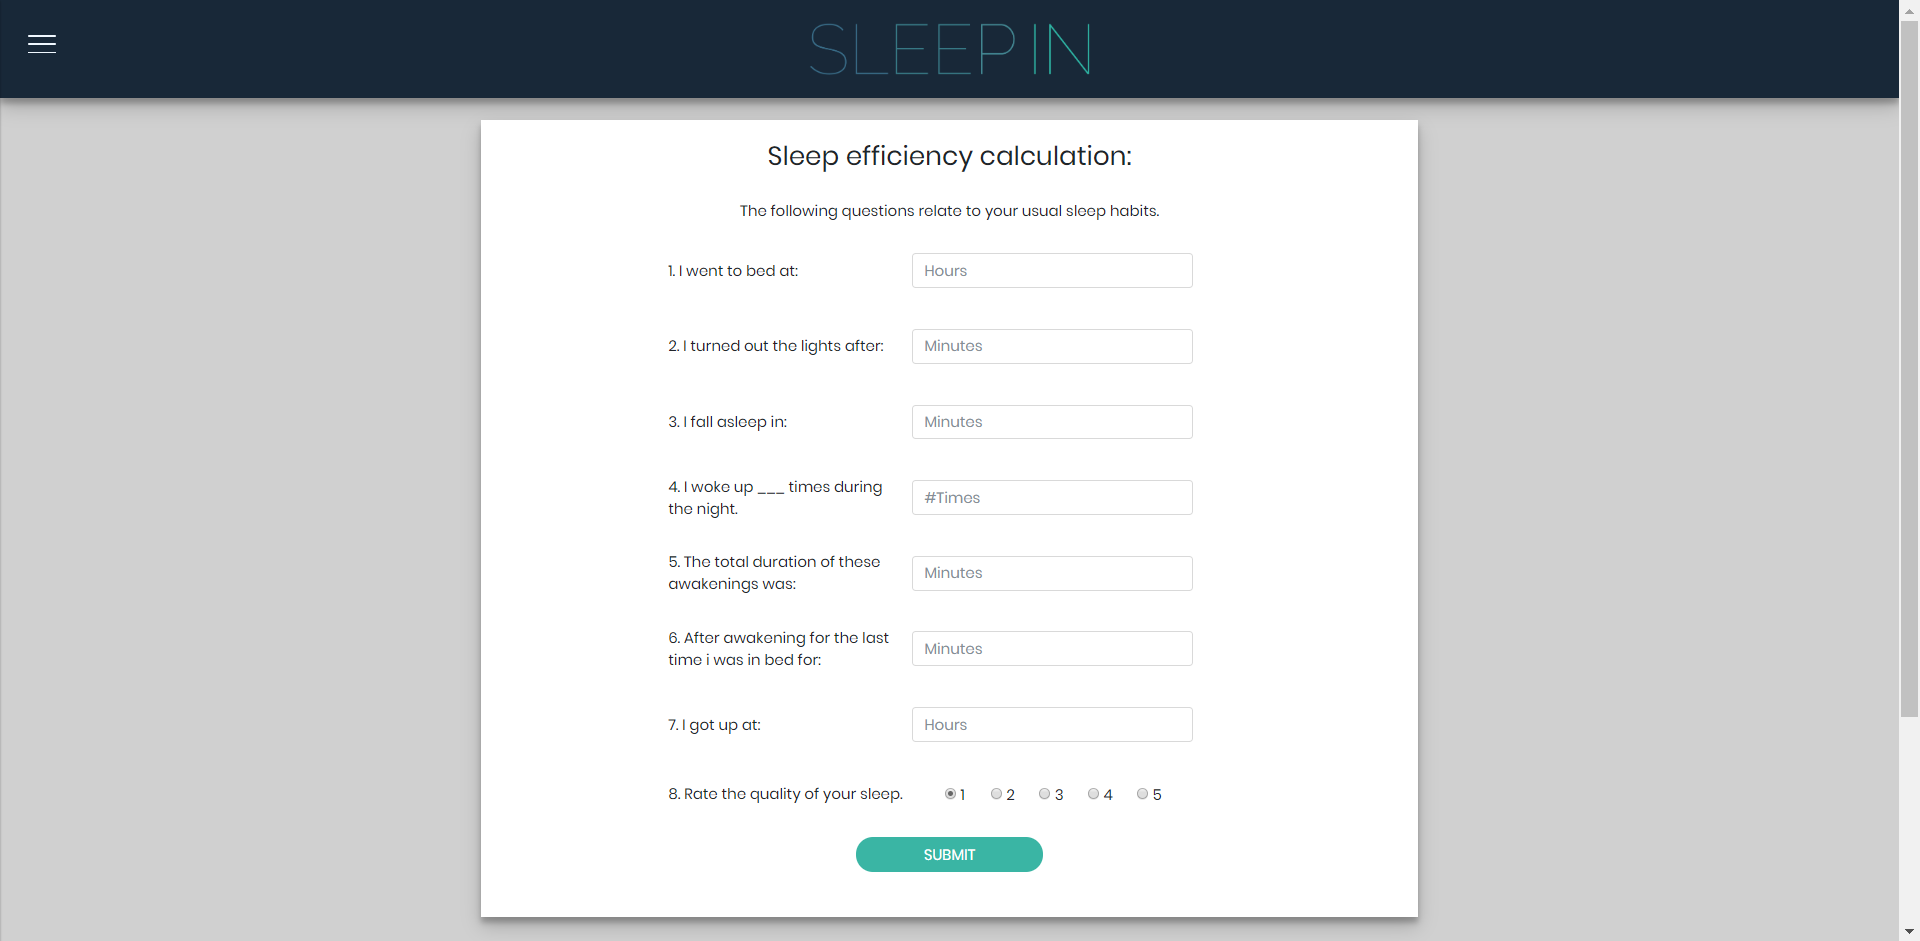 SLEEP IN
Sleep efficiency calculation:
The following questions relate to your usual sleep habits.
1. I went to bed at:
Hours
2. I turned out the lights after:
Minutes
3. I fall asleep in:
Minutes
4. I woke up ___ times during
the night.
#Times
5. The total duration of these
awakenings was:
Minutes
6. After awakening for the last
time i was in bed for:
Minutes
7. I got up at:
Hours
8. Rate the quality of your sleep. 1 2 3 4 5
SUBMIT